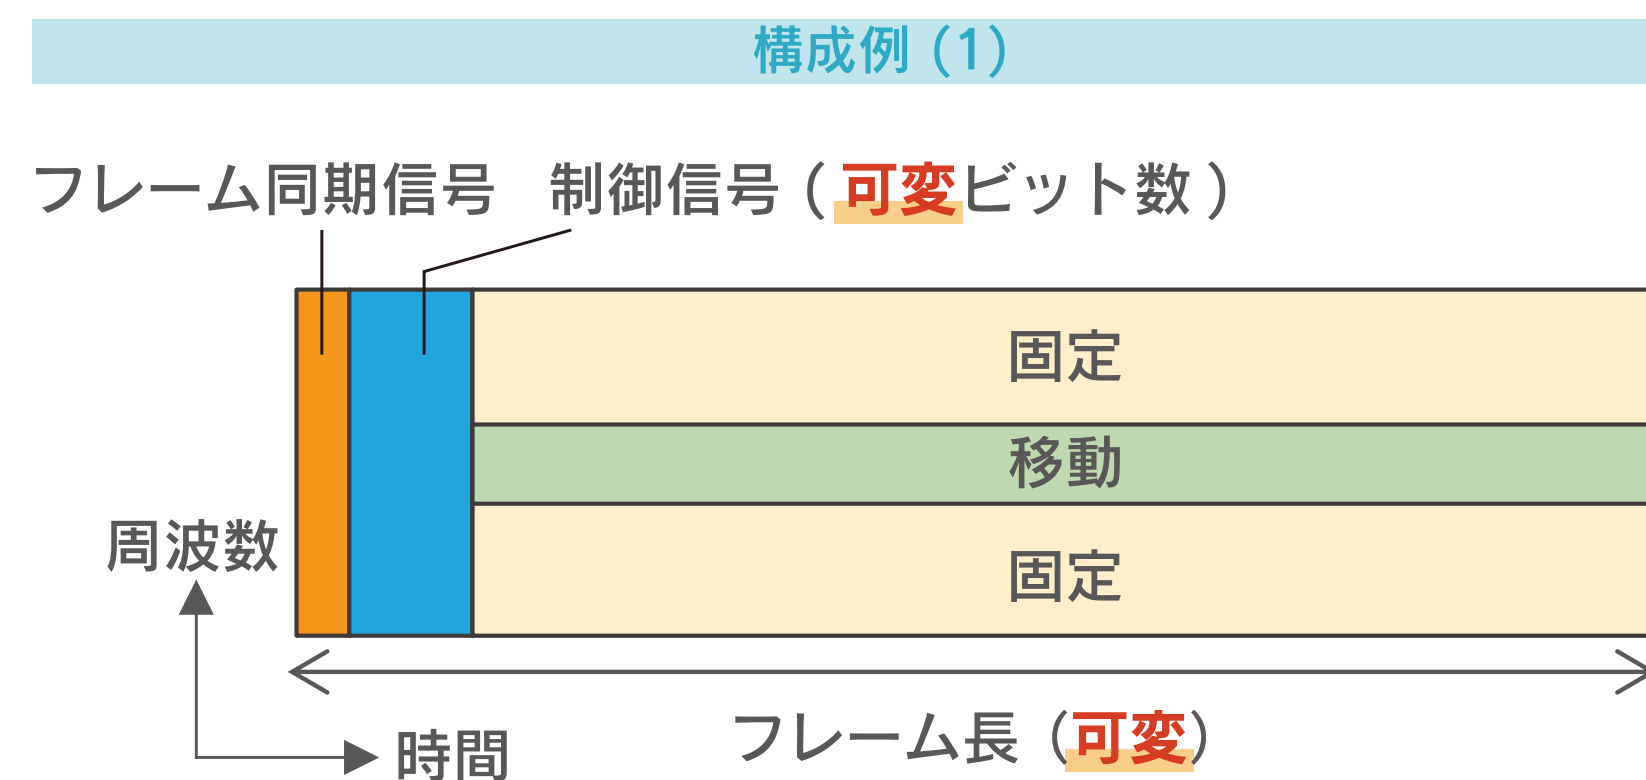 構成例 (1)
フレーム同期信号　制御信号 (可変ビット数)
固定
移動
周波数
固定
フレーム長 (可変)
時間